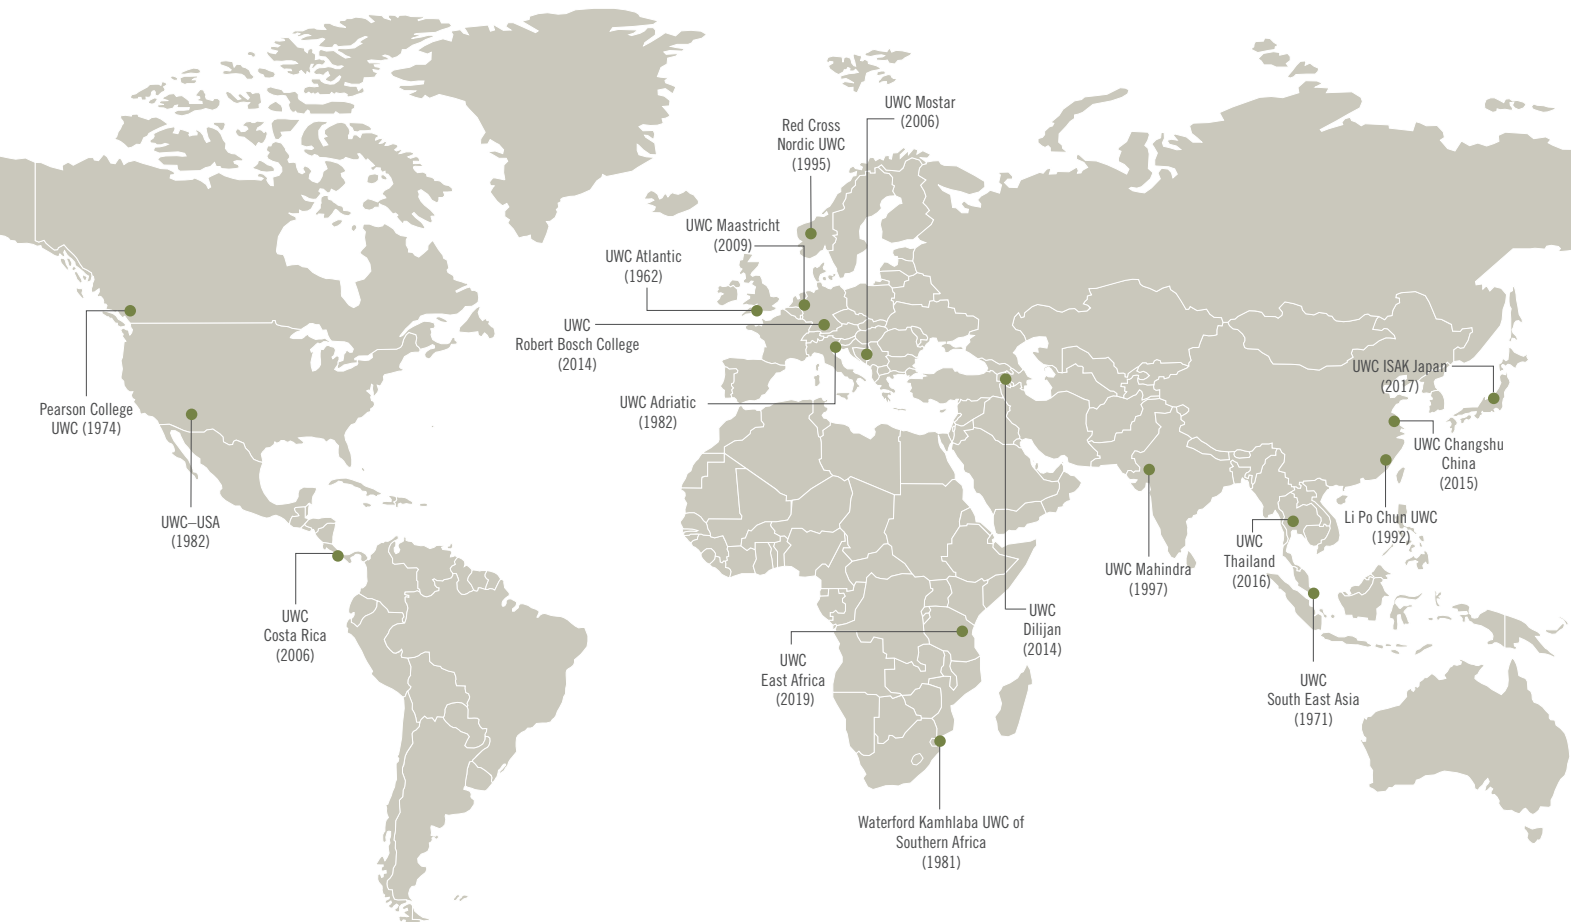 UWC Mostar
(2006)
Red Cross
Nordic UWC
(1995)
UWC Maastricht
(2009)
UWC Atlantic
(1962)
UWC
Robert Bosch College
(2014)
UWC Adriatic
(1982)
Pearson College
UWC (1974)
UWC–USA
(1982)
UWC
Costa Rica
(2006)
UWC ISAK Japan
(2017)
UWC Changshu
China
(2015)
Li Po Chun UWC
(1992)
UWC
Thailand
(2016)
UWC Mahindra
(1997)
UWC
Dilijan
(2014)
UWC
East Africa
(2019)
UWC
South East Asia
(1971)
Waterford Kamhlaba UWC of
Southern Africa
(1981)